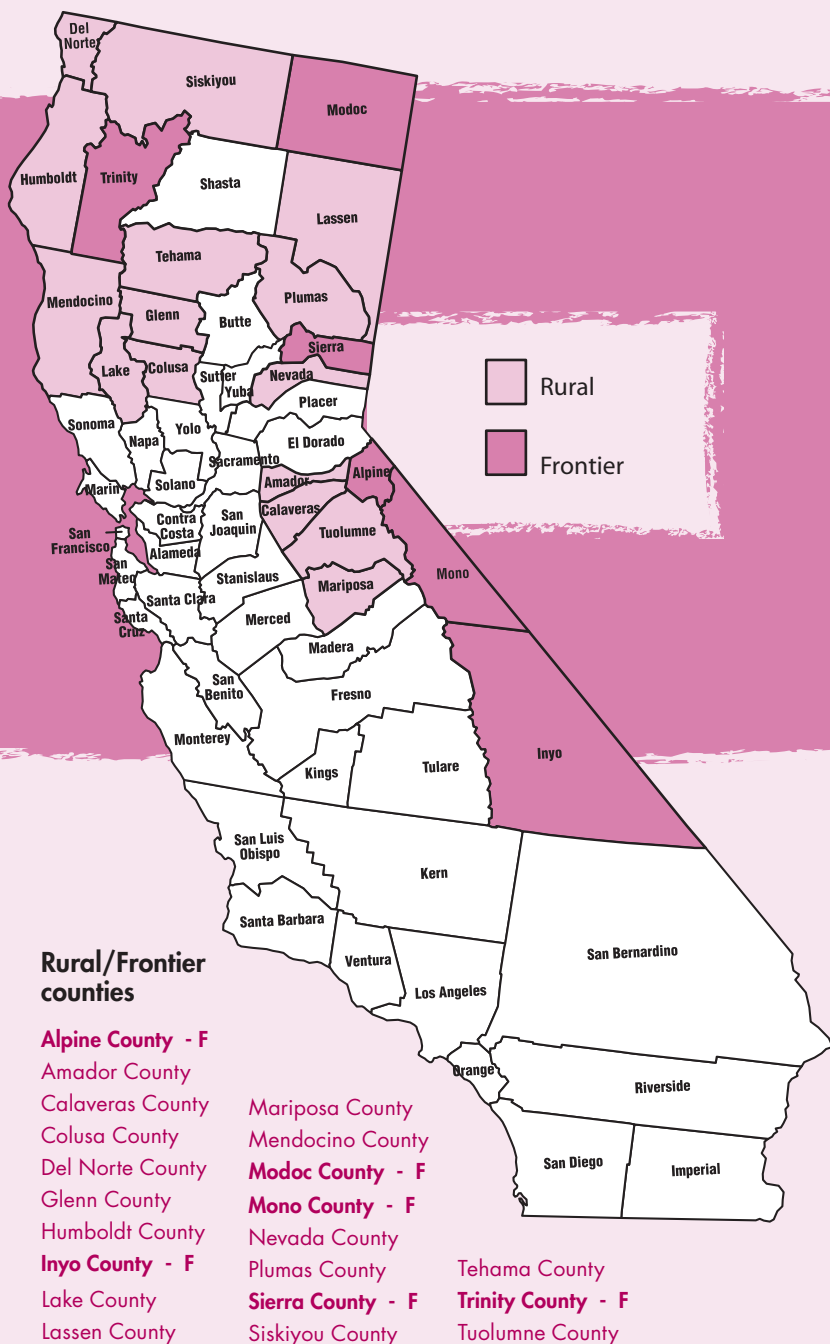 Del
Norte
Siskiyou
Modoc
Humboldt
Trinity
Shasta
Lassen
Tehama
Mendocino
Plumas
Glenn
Butte
Sierra
Lake
Colusa
Sutter
Yuba
Nevada
Placer
Sonoma
Napa
Yolo
El Dorado
Sacramento
Marin
Solano
Amador
Alpine
Calaveras
San
Francisco
Contra
Costa
San
Joaquin
Tuolumne
Alameda
San
Mateo
Stanislaus
Mono
Santa Clara
Mariposa
Santa
Cruz
Merced
Madera
San
Benito
Fresno
Monterey
Kings
Tulare
Inyo
San Luis
Obispo
Kern
Santa Barbara
Ventura
Los Angeles
San Bernardino
Orange
Riverside
San Diego
Imperial
Rural
Frontier
Rural/Frontier
counties
Alpine County - F
Amador County
Calaveras County
Colusa County
Del Norte County
Glenn County
Humboldt County
Inyo County - F
Lake County
Lassen County
Mariposa County
Mendocino County
Modoc County - F
Mono County - F
Nevada County
Plumas County
Sierra County - F
Siskiyou County
Tehama County
Trinity County - F
Tuolumne County